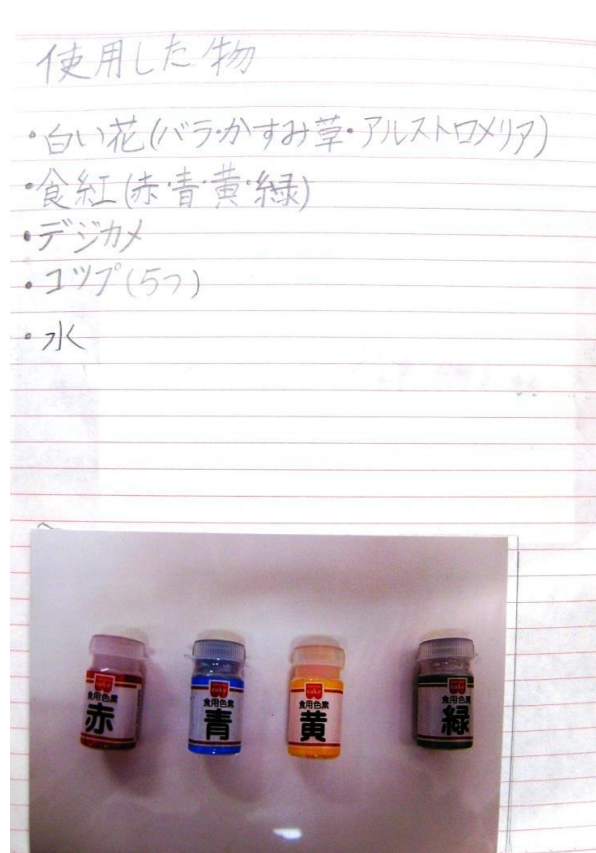 使用した物
・白い花(バラ・かすみ草・アルストロメリア)
・食紅(赤・青・黄・緑)
・デジカメ
・コップ(5つ)
・水
食用色素
赤
食用色素
青
食用色素
黄
食用色素
緑